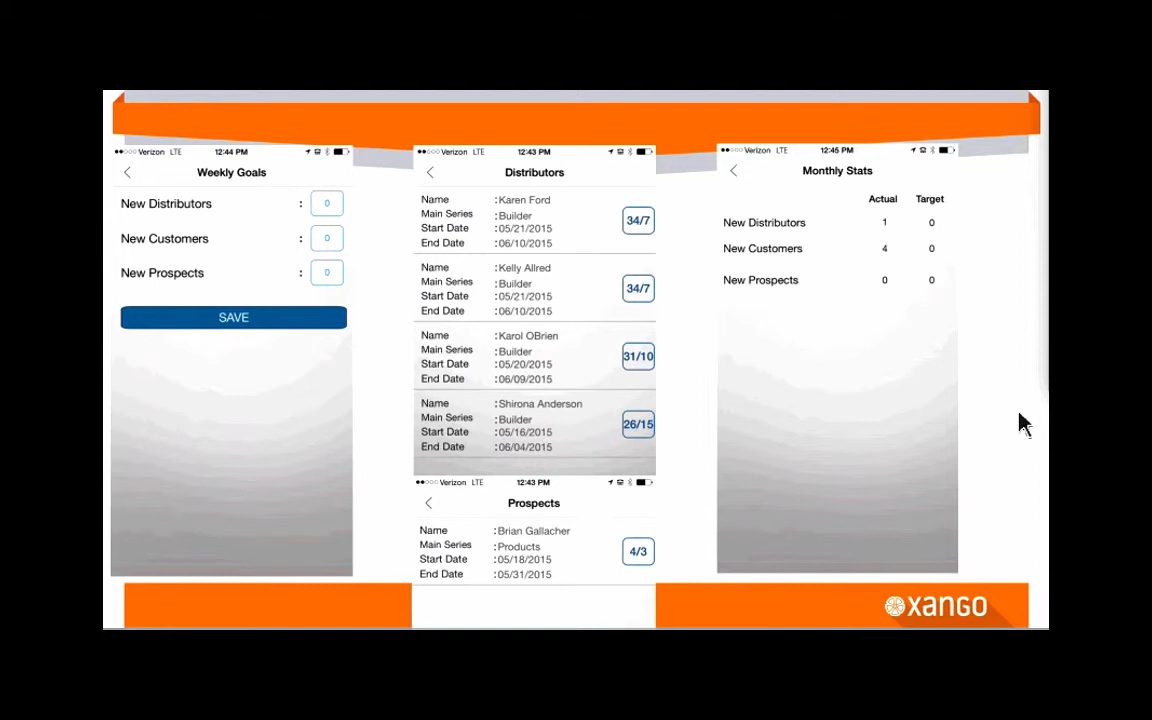 Verizon LTE 12:44 PM
Weekly Goals
New Distributors : 0
New Customers : 0
New Prospects : 0
SAVE
Verizon LTE 12:43 PM
Distributors
Name :Karen Ford
Main Series :Builder
Start Date :05/21/2015
End Date :06/10/2015
34/7
Name :Kelly Allred
Main Series :Builder
Start Date :05/21/2015
End Date :06/10/2015
34/7
Name :Karol OBrien
Main Series :Builder
Start Date :05/20/2015
End Date :06/09/2015
31/10
Name :Shirona Anderson
Main Series :Builder
Start Date :05/16/2015
End Date :06/04/2015
26/15
Verizon LTE 12:43 PM
Prospects
Name :Brian Gallacher
Main Series :Products
Start Date :05/18/2015
End Date :05/31/2015
4/3
Verizon LTE 12:45 PM
Monthly Stats
Actual Target
New Distributors 1 0
New Customers 4 0
New Prospects 0 0
xango